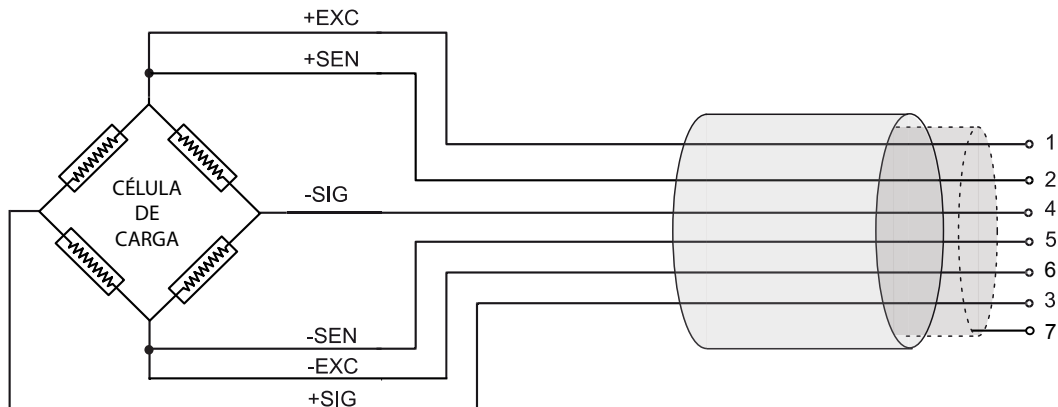 +EXC
+SEN
CÉLULA
DE
CARGA
-SIG
-SEN
-EXC
+SIG
1
2
4
5
6
3
7